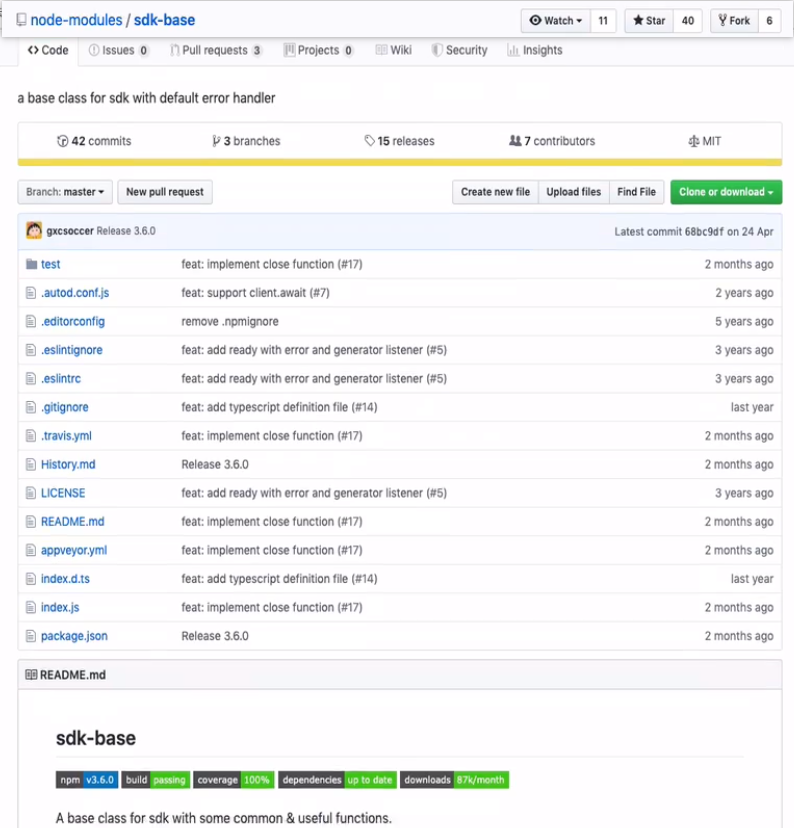 node-modules / sdk-base Watch 11 Star 40 Fork 6
Code Issues 0 Pull requests 3 Projects 0 Wiki Security Insights
a base class for sdk with default error handler
42 commits 3 branches 15 releases 7 contributors MIT
Branch: master New pull request Create new file Upload files Find File Clone or download
gxcsoccer Release 3.6.0 Latest commit 68bc9df on 24 Apr
test feat: implement close function (#17) 2 months ago
.autod.conf.js feat: support client.await (#7) 2 years ago
.editorconfig remove .npmignore 5 years ago
.eslintignore feat: add ready with error and generator listener (#5) 3 years ago
.eslintrc feat: add ready with error and generator listener (#5) 3 years ago
.gitignore feat: add typescript definition file (#14) last year
.travis.yml feat: implement close function (#17) 2 months ago
History.md Release 3.6.0 2 months ago
LICENSE feat: add ready with error and generator listener (#5) 3 years ago
README.md feat: implement close function (#17) 2 months ago
appveyor.yml feat: implement close function (#17) 2 months ago
index.d.ts feat: add typescript definition file (#14) last year
index.js feat: implement close function (#17) 2 months ago
package.json Release 3.6.0 2 months ago
README.md
sdk-base
npm v3.6.0 build passing coverage 100% dependencies up to date downloads 87k/month
A base class for sdk with some common & useful functions.